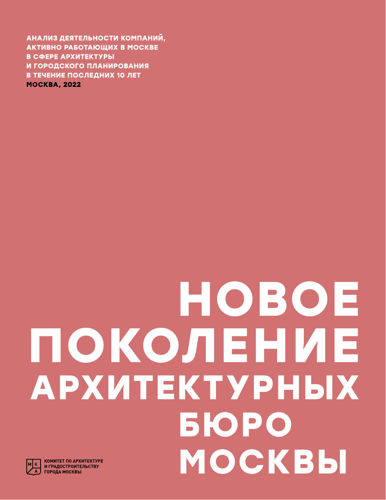 АНАЛИЗ ДЕЯТЕЛЬНОСТИ КОМПАНИЙ,
АКТИВНО РАБОТАЮЩИХ В МОСКВЕ
В СФЕРЕ АРХИТЕКТУРЫ
И ГОРОДСКОГО ПЛАНИРОВАНИЯ
В ТЕЧЕНИЕ ПОСЛЕДНИХ 10 ЛЕТ
МОСКВА, 2022
НОВОЕ
ПОКОЛЕНИЕ
АРХИТЕКТУРНЫХ
БЮРО
МОСКВЫ
КОМИТЕТ ПО АРХИТЕКТУРЕ
И ГРАДОСТРОИТЕЛЬСТВУ
ГОРОДА МОСКВЫ